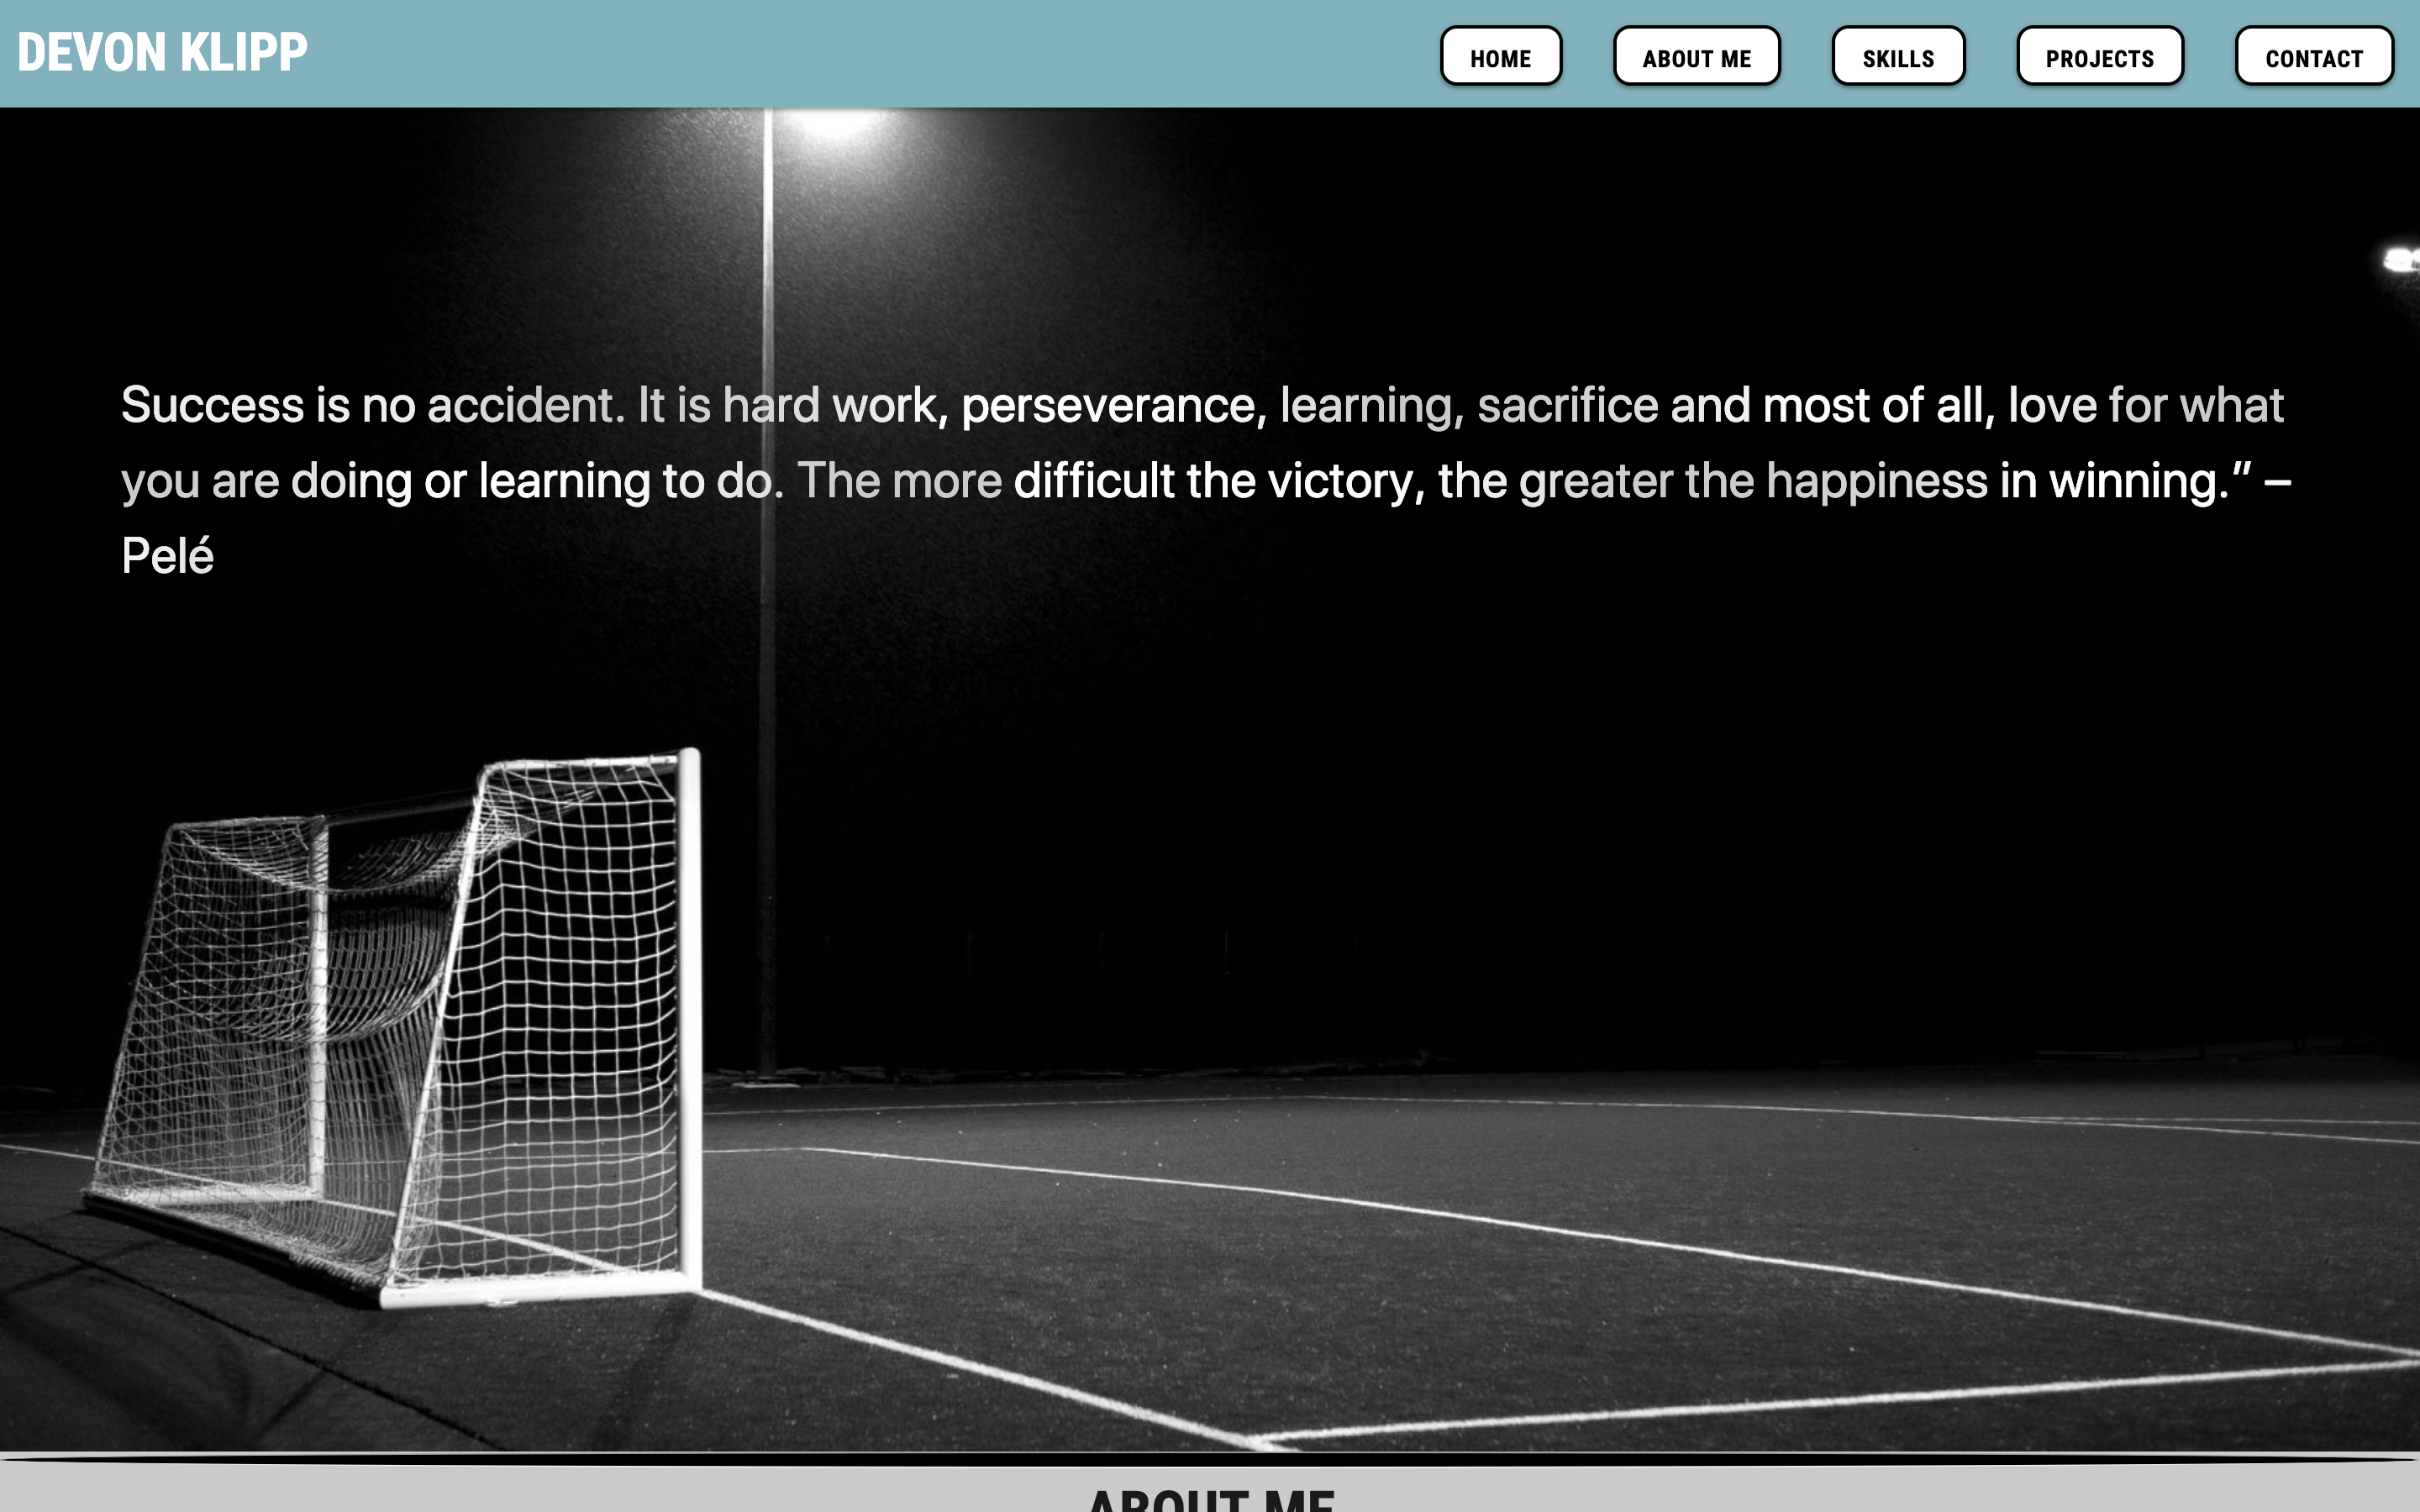 DEVON KLIPP
HOME
ABOUT ME
SKILLS
PROJECTS
CONTACT
Success is no accident. It is hard work, perseverance, learning, sacrifice and most of all, love for what
you are doing or learning to do. The more difficult the victory, the greater the happiness in winning.” –
Pelé
ABOUT ME